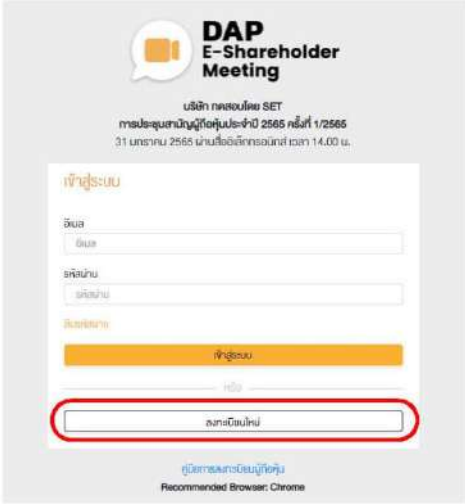 DAP
E-Shareholder
Meeting
บริษัท ทดสอบโดย SET
การประชุมสามัญผู้ถือหุ้นประจำปี 2565 ครั้งที่ 1/2565
31 มกราคม 2565 ผ่านสื่ออิเล็กทรอนิกส์ เวลา 14.00 น.
เข้าสู่ระบบ
อีเมล
อีเมล
รหัสผ่าน
รหัสผ่าน
ลืมรหัสผ่าน
เข้าสู่ระบบ
หรือ
ลงทะเบียนใหม่
คู่มือการลงทะเบียนผู้ถือหุ้น
Recommended Browser: Chrome